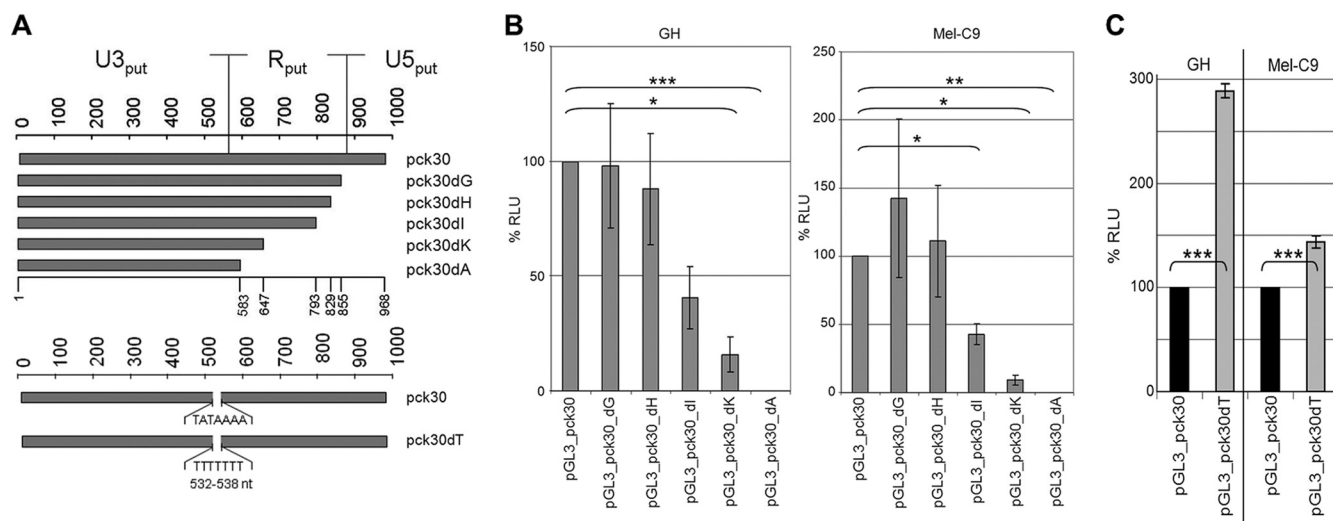 A
U3put
Rput
U5put
0 100 200 300 400 500 600 700 800 900 1000
pck30
pck30dG
pck30dH
pck30dI
pck30dK
pck30dA
1 583 647 793 829 855 968
0 100 200 300 400 500 600 700 800 900 1000
pck30
TATAAAA
pck30dT
TTTTTTT
532-538 nt
B
GH
% RLU
150
100
50
0
***
*
pGL3_pck30
pGL3_pck30_dG
pGL3_pck30_dH
pGL3_pck30_dI
pGL3_pck30_dK
pGL3_pck30_dA
Mel-C9
% RLU
250
200
150
100
50
0
**
*
*
pGL3_pck30
pGL3_pck30_dG
pGL3_pck30_dH
pGL3_pck30_dI
pGL3_pck30_dK
pGL3_pck30_dA
C
GH Mel-C9
% RLU
300
200
100
0
*** ***
pGL3_pck30
pGL3_pck30dT
pGL3_pck30
pGL3_pck30dT